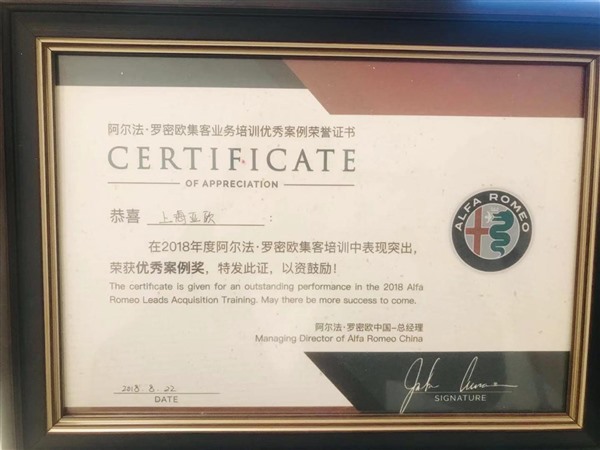 阿尔法·罗密欧集客业务培训优秀案例荣誉证书
CERTIFICATE
OF APPRECIATION
恭喜 上海亚欧 :
在2018年度阿尔法·罗密欧集客培训中表现突出,
荣获优秀案例奖，特发此证，以资鼓励！
The certificate is given for an outstanding performance in the 2018 Alfa
Romeo Leads Acquisition Training. May there be more success to come.
阿尔法·罗密欧中国-总经理
Managing Director of Alfa Romeo China
2018.8.22
DATE
SIGNATURE
ALFA ROMEO